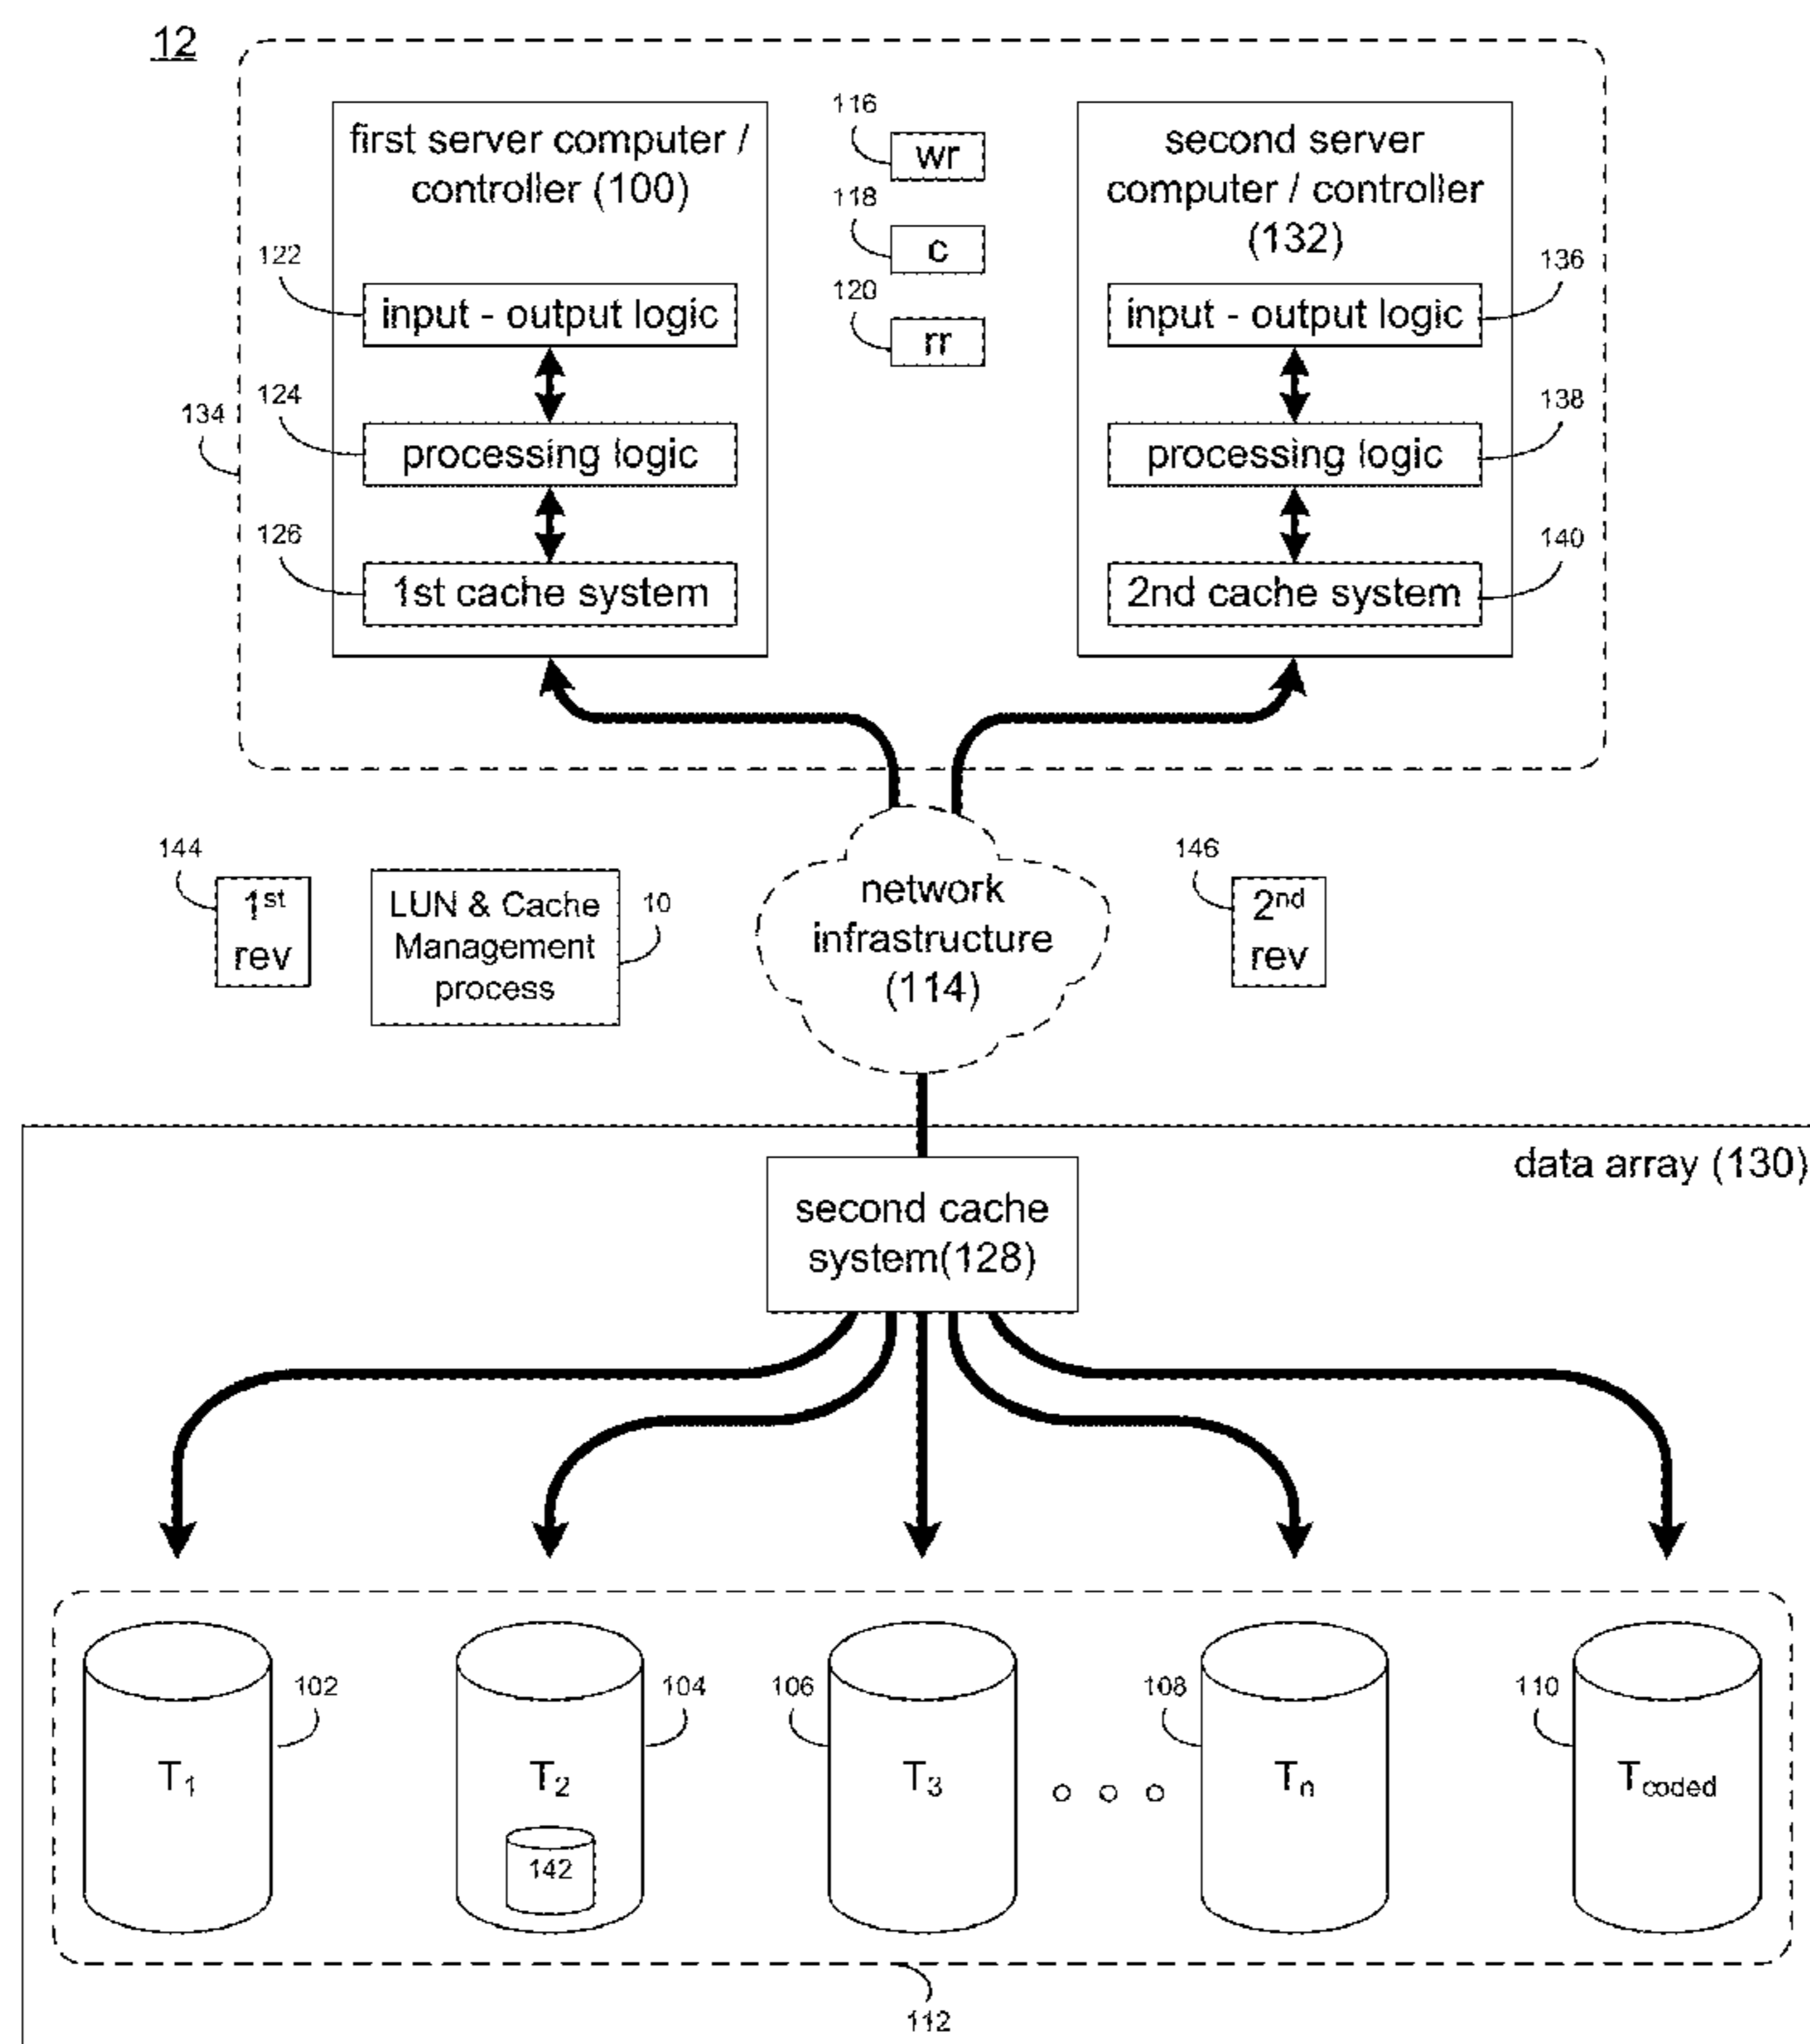 12
first server computer /
controller (100)
122
input - output logic
124
processing logic
126
1st cache system
134
116
wr
118
c
120
rr
second server
computer / controller
(132)
136
input - output logic
138
processing logic
140
2nd cache system
144
1st
rev
LUN & Cache
Management
process
10
network
infrastructure
(114)
146
2nd
rev
data array (130)
second cache
system(128)
102
T1
104
T2
142
106
T3
108
Tn
110
Tcoded
112